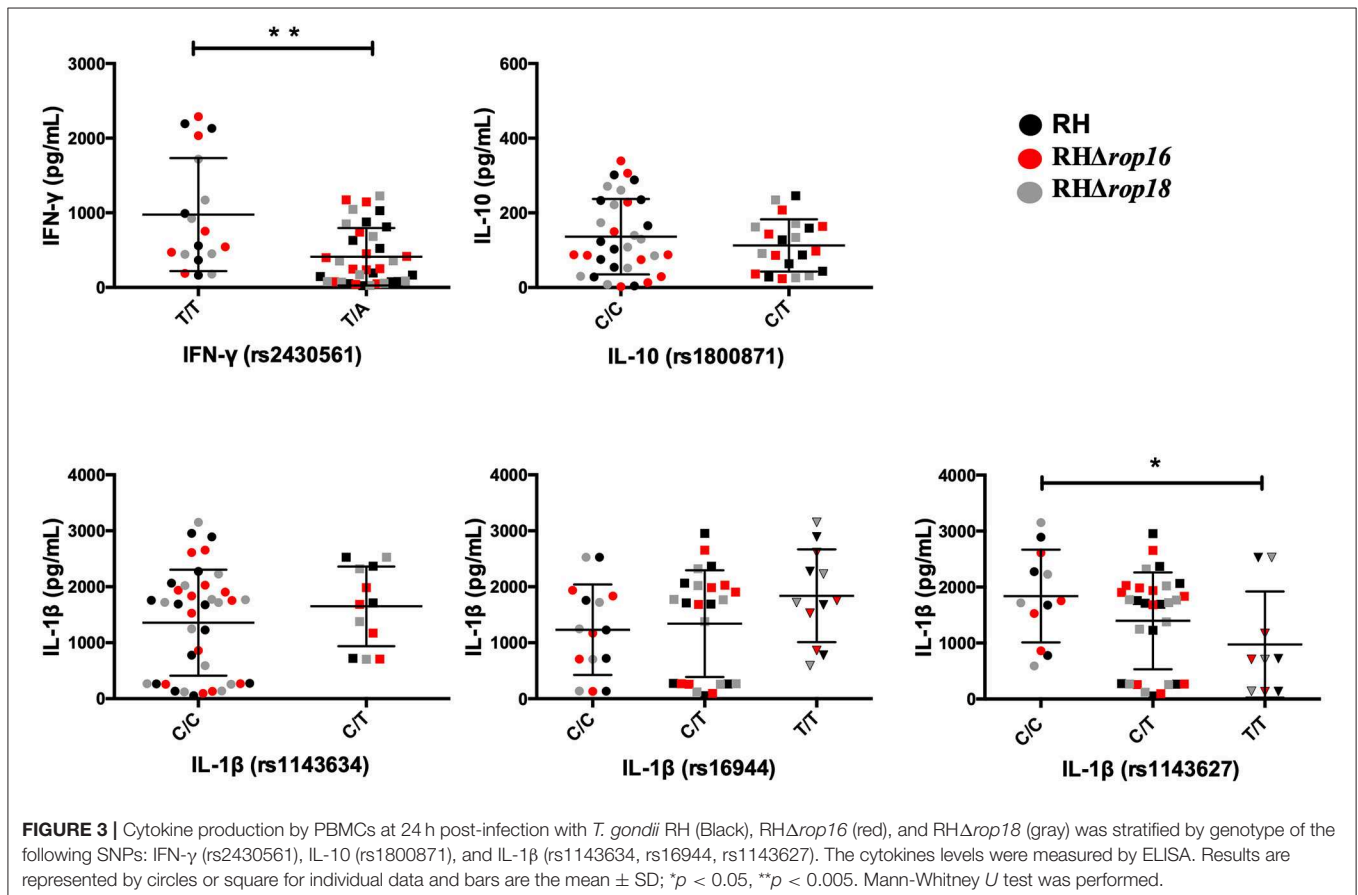 * *
3000
2000
1000
0
IFN-γ (pg/mL)
T/T
T/A
IFN-γ (rs2430561)
600
400
200
0
IL-10 (pg/mL)
C/C
C/T
IL-10 (rs1800871)
RH
RHΔrop16
RHΔrop18
4000
3000
2000
1000
0
IL-1β (pg/mL)
C/C
C/T
IL-1β (rs1143634)
4000
3000
2000
1000
0
IL-1β (pg/mL)
C/C
C/T
T/T
IL-1β (rs16944)
*
4000
3000
2000
1000
0
IL-1β (pg/mL)
C/C
C/T
T/T
IL-1β (rs1143627)
FIGURE 3 | Cytokine production by PBMCs at 24 h post-infection with T. gondii RH (Black), RHΔrop16 (red), and RHΔrop18 (gray) was stratified by genotype of the
following SNPs: IFN-γ (rs2430561), IL-10 (rs1800871), and IL-1β (rs1143634, rs16944, rs1143627). The cytokines levels were measured by ELISA. Results are
represented by circles or square for individual data and bars are the mean ± SD; *p < 0.05, **p < 0.005. Mann-Whitney U test was performed.